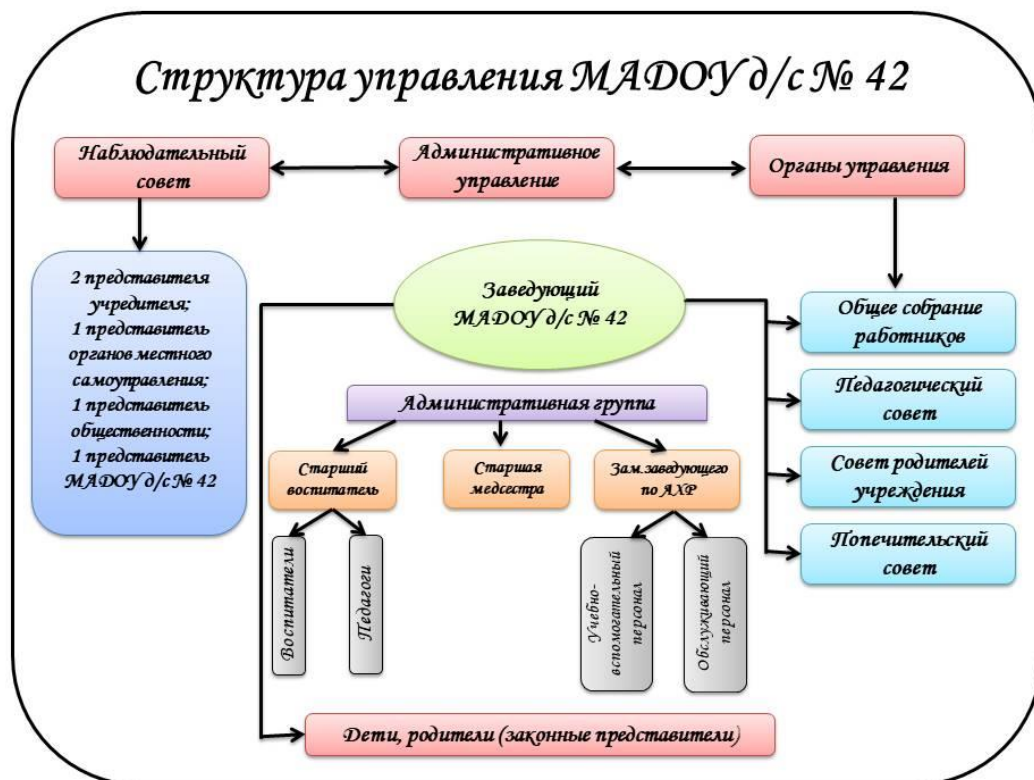 Структура управления МАДОУ д/с № 42
Наблюдательный
совет
Административное
управление
Органы управления
2 представителя
учредителя;
1 представитель
органов местного
самоуправления;
1 представитель
общественности;
1 представитель
МАДОУ д/с № 42
Заведующий
МАДОУ д/с № 42
Общее собрание
работников
Педагогический
совет
Совет родителей
учреждения
Попечительский
совет
Административная группа
Старший
воспитатель
Старшая
медсестра
Зам.заведующего
по АХР
Воспитатели
Педагоги
Учебно-
вспомогательный
персонал
Обслуживающий
персонал
Дети, родители (законные представители)